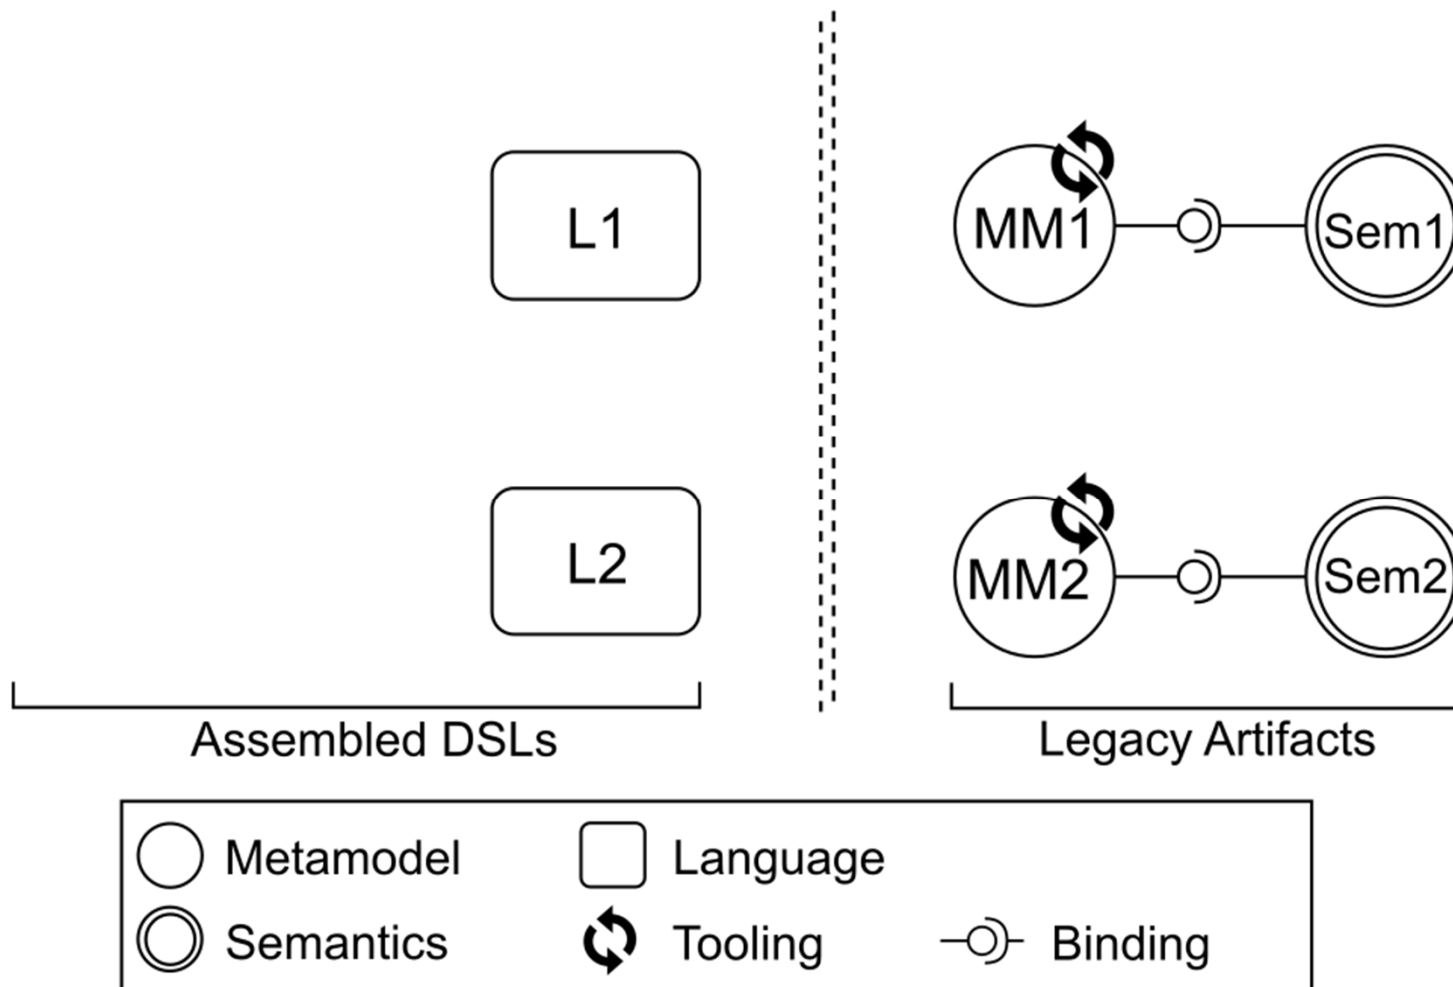 L1
MM1
Sem1
L2
MM2
Sem2
Assembled DSLs
Legacy Artifacts
Metamodel
Language
Semantics
Tooling
Binding